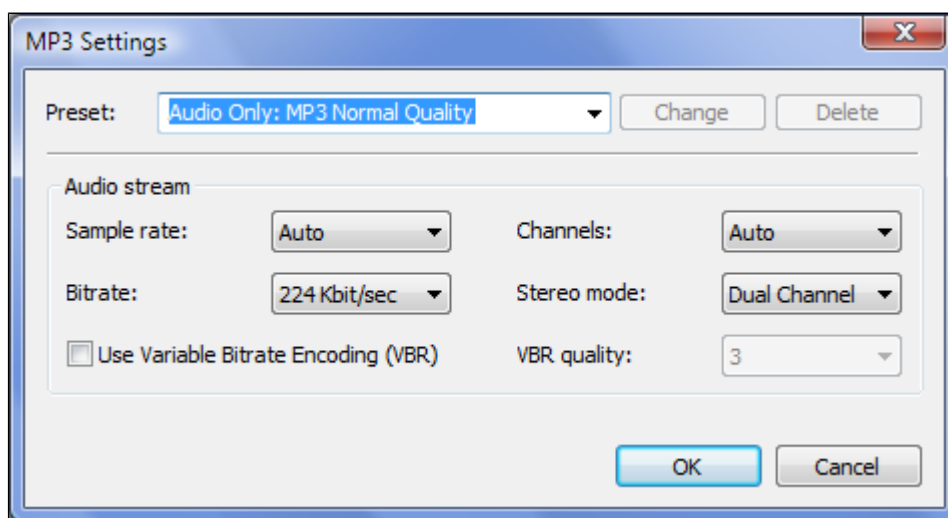 MP3 Settings
Preset: Audio Only: MP3 Normal Quality Change Delete
Audio stream
Sample rate: Auto Channels: Auto
Bitrate: 224 Kbit/sec Stereo mode: Dual Channel
Use Variable Bitrate Encoding (VBR) VBR quality: 3
OK Cancel